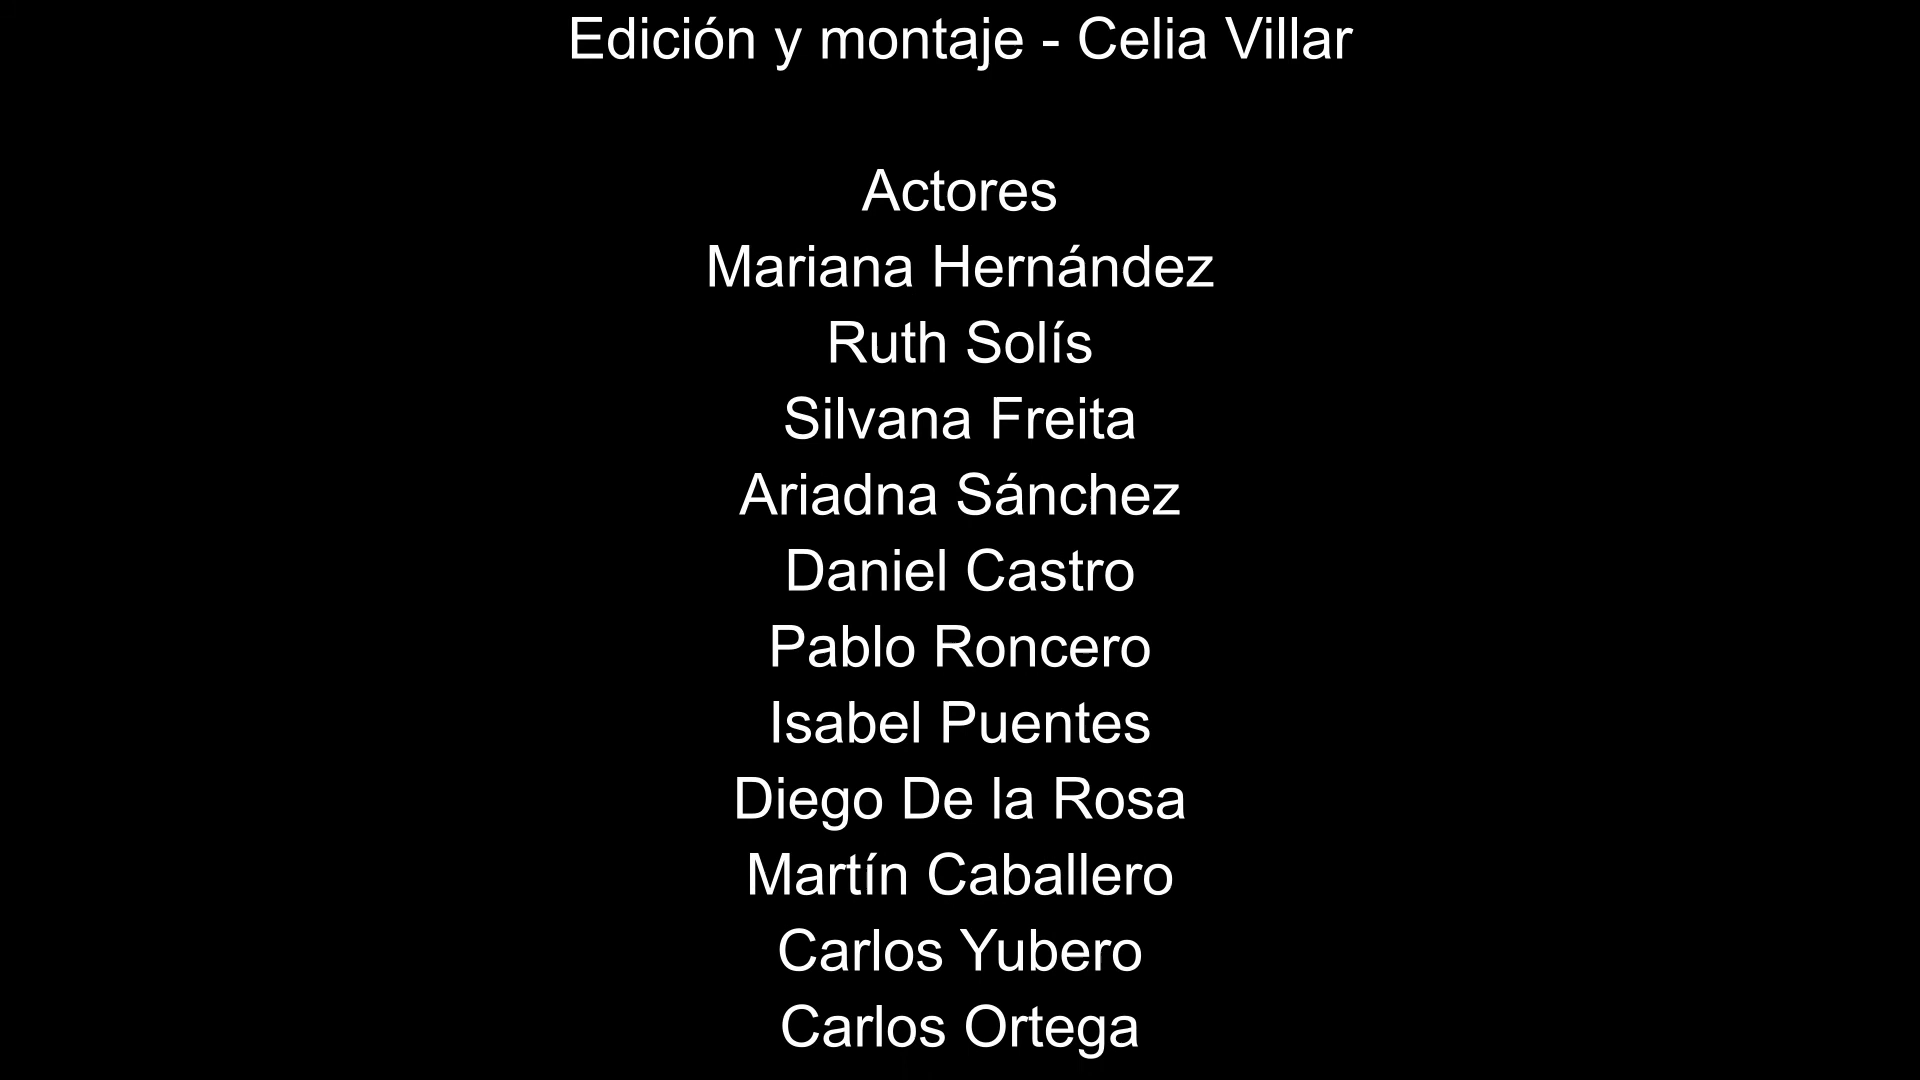 Edición y montaje - Celia Villar
Actores
Mariana Hernández
Ruth Solís
Silvana Freita
Ariadna Sánchez
Daniel Castro
Pablo Roncero
Isabel Puentes
Diego De la Rosa
Martín Caballero
Carlos Yubero
Carlos Ortega